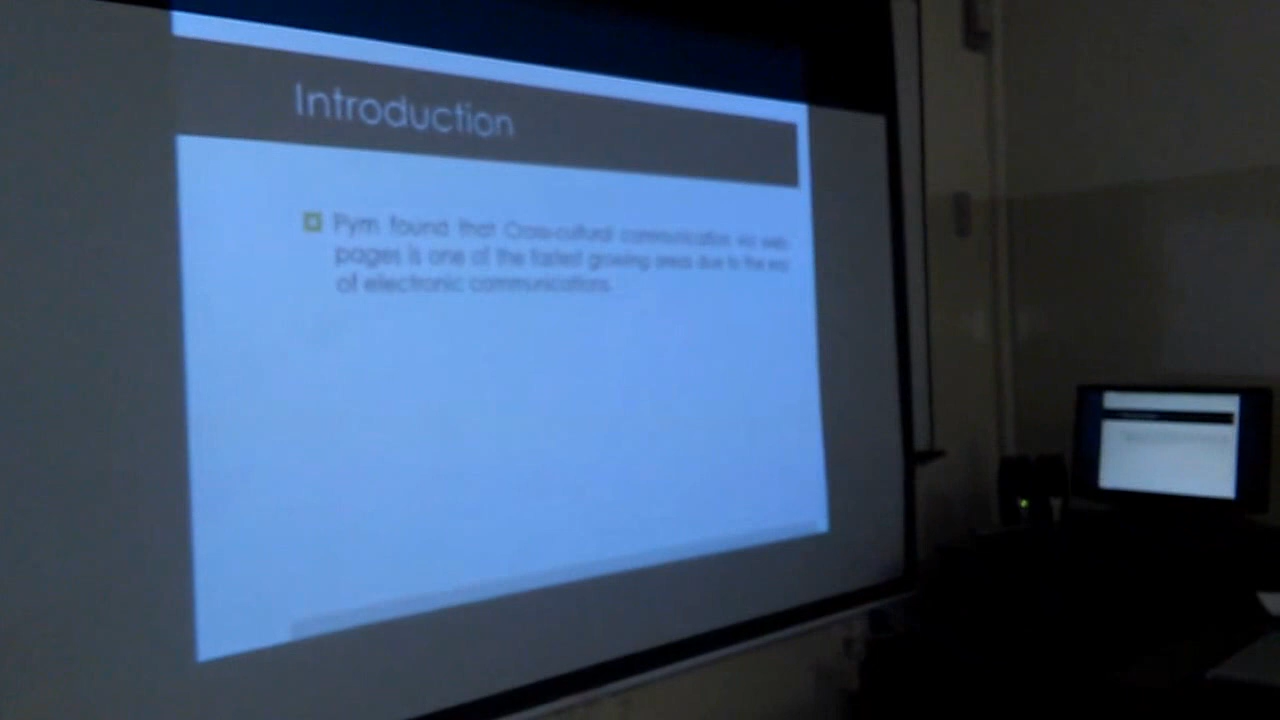 Introduction
Pym found that Cross-cultural communication via web
pages is one of the fastest growing areas due to the era
of electronic communications.